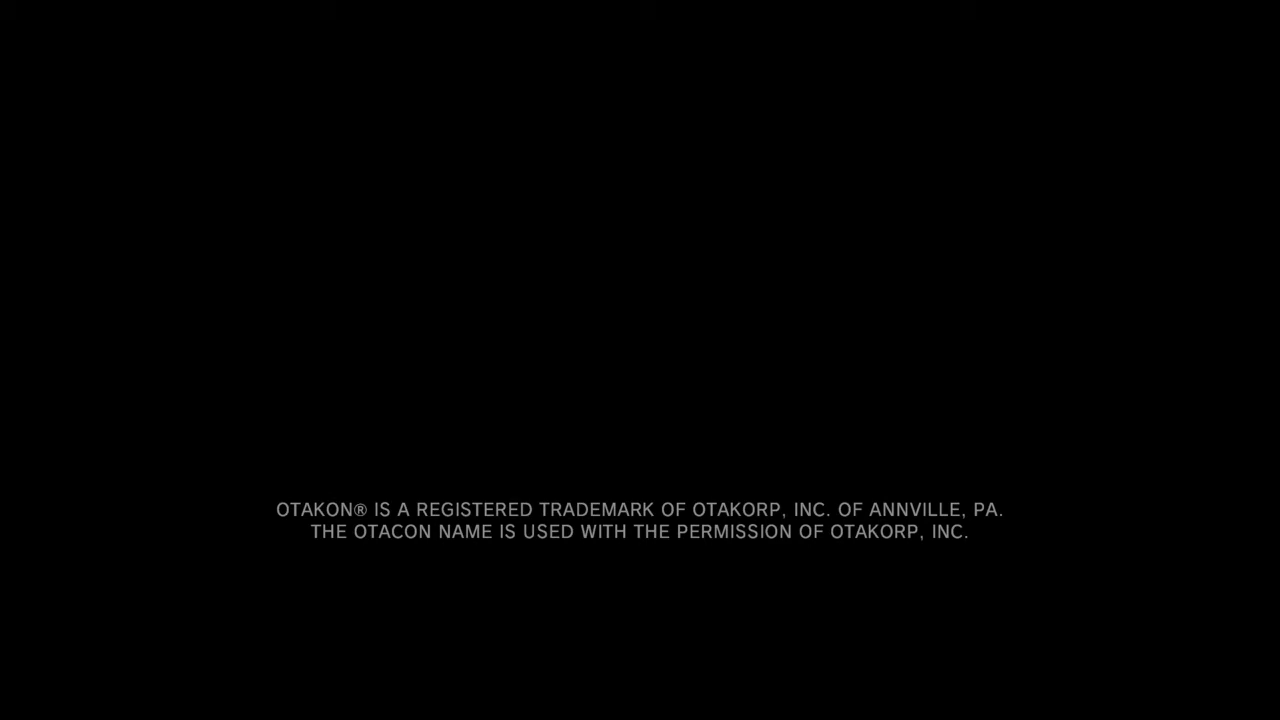 OTAKON® IS A REGISTERED TRADEMARK OF OTAKORP, INC. OF ANNVILLE, PA.
THE OTACON NAME IS USED WITH THE PERMISSION OF OTAKORP, INC.